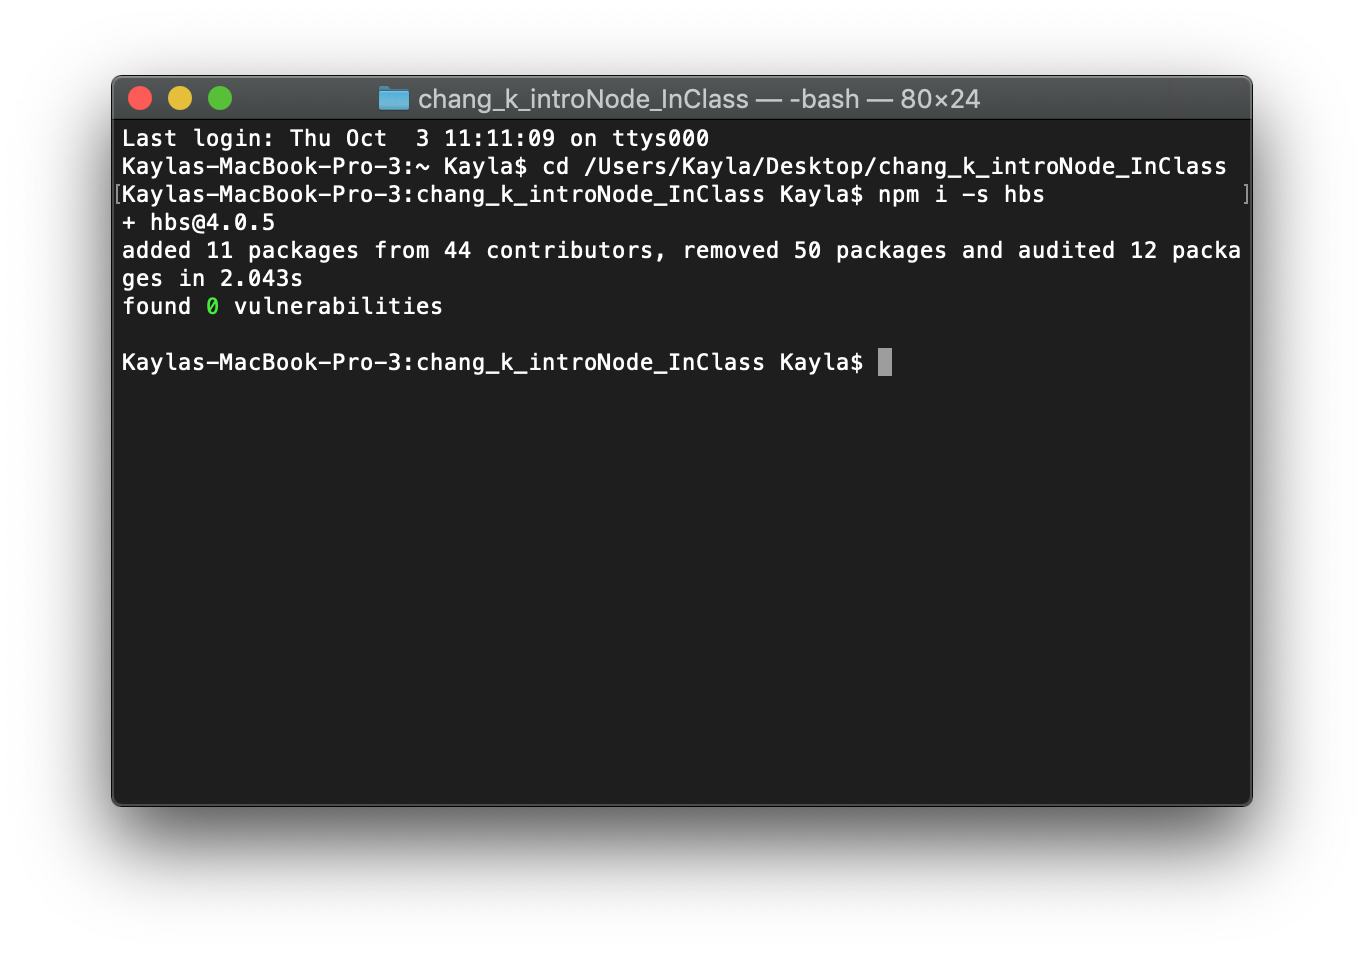 chang_k_introNode_InClass — -bash — 80×24
Last login: Thu Oct  3 11:11:09 on ttys000
Kaylas-MacBook-Pro-3:~ Kayla$ cd /Users/Kayla/Desktop/chang_k_introNode_InClass
[Kaylas-MacBook-Pro-3:chang_k_introNode_InClass Kayla$ npm i -s hbs ]
+ hbs@4.0.5
added 11 packages from 44 contributors, removed 50 packages and audited 12 packa
ges in 2.043s
found 0 vulnerabilities
Kaylas-MacBook-Pro-3:chang_k_introNode_InClass Kayla$